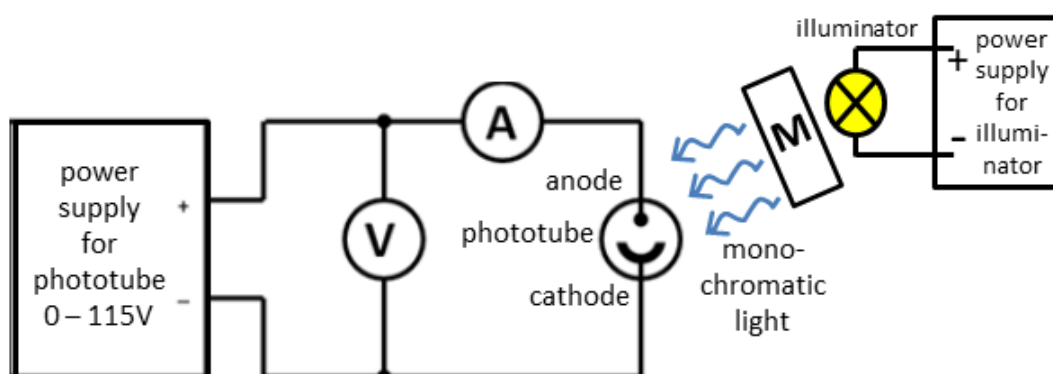 power
supply
for
phototube
0 – 115V
+
–
V
A
anode
phototube
cathode
mono-
chromatic
light
M
illuminator
+
-
power
supply
for
illumi-
nator